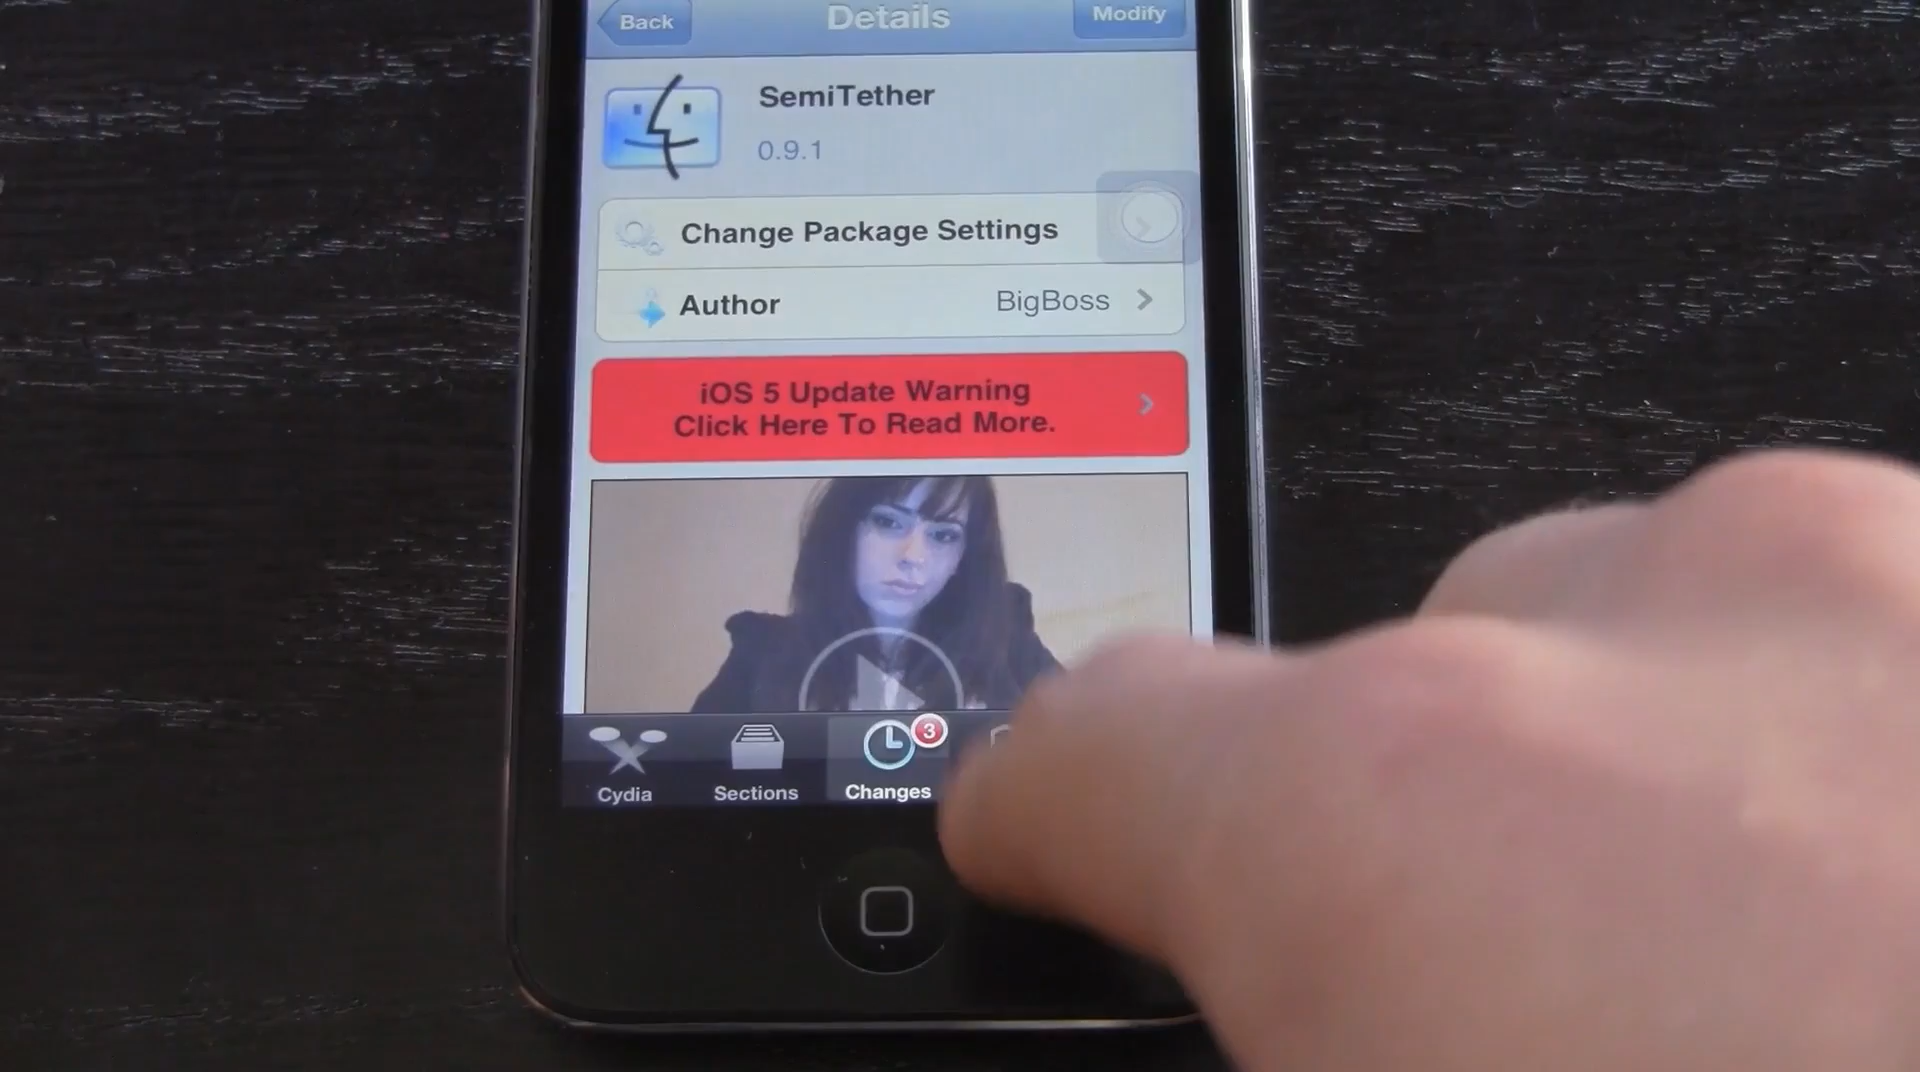 Back
Details
Modify
SemiTether
0.9.1
Change Package Settings
Author
BigBoss
iOS 5 Update Warning
Click Here To Read More.
Cydia
Sections
Changes
3